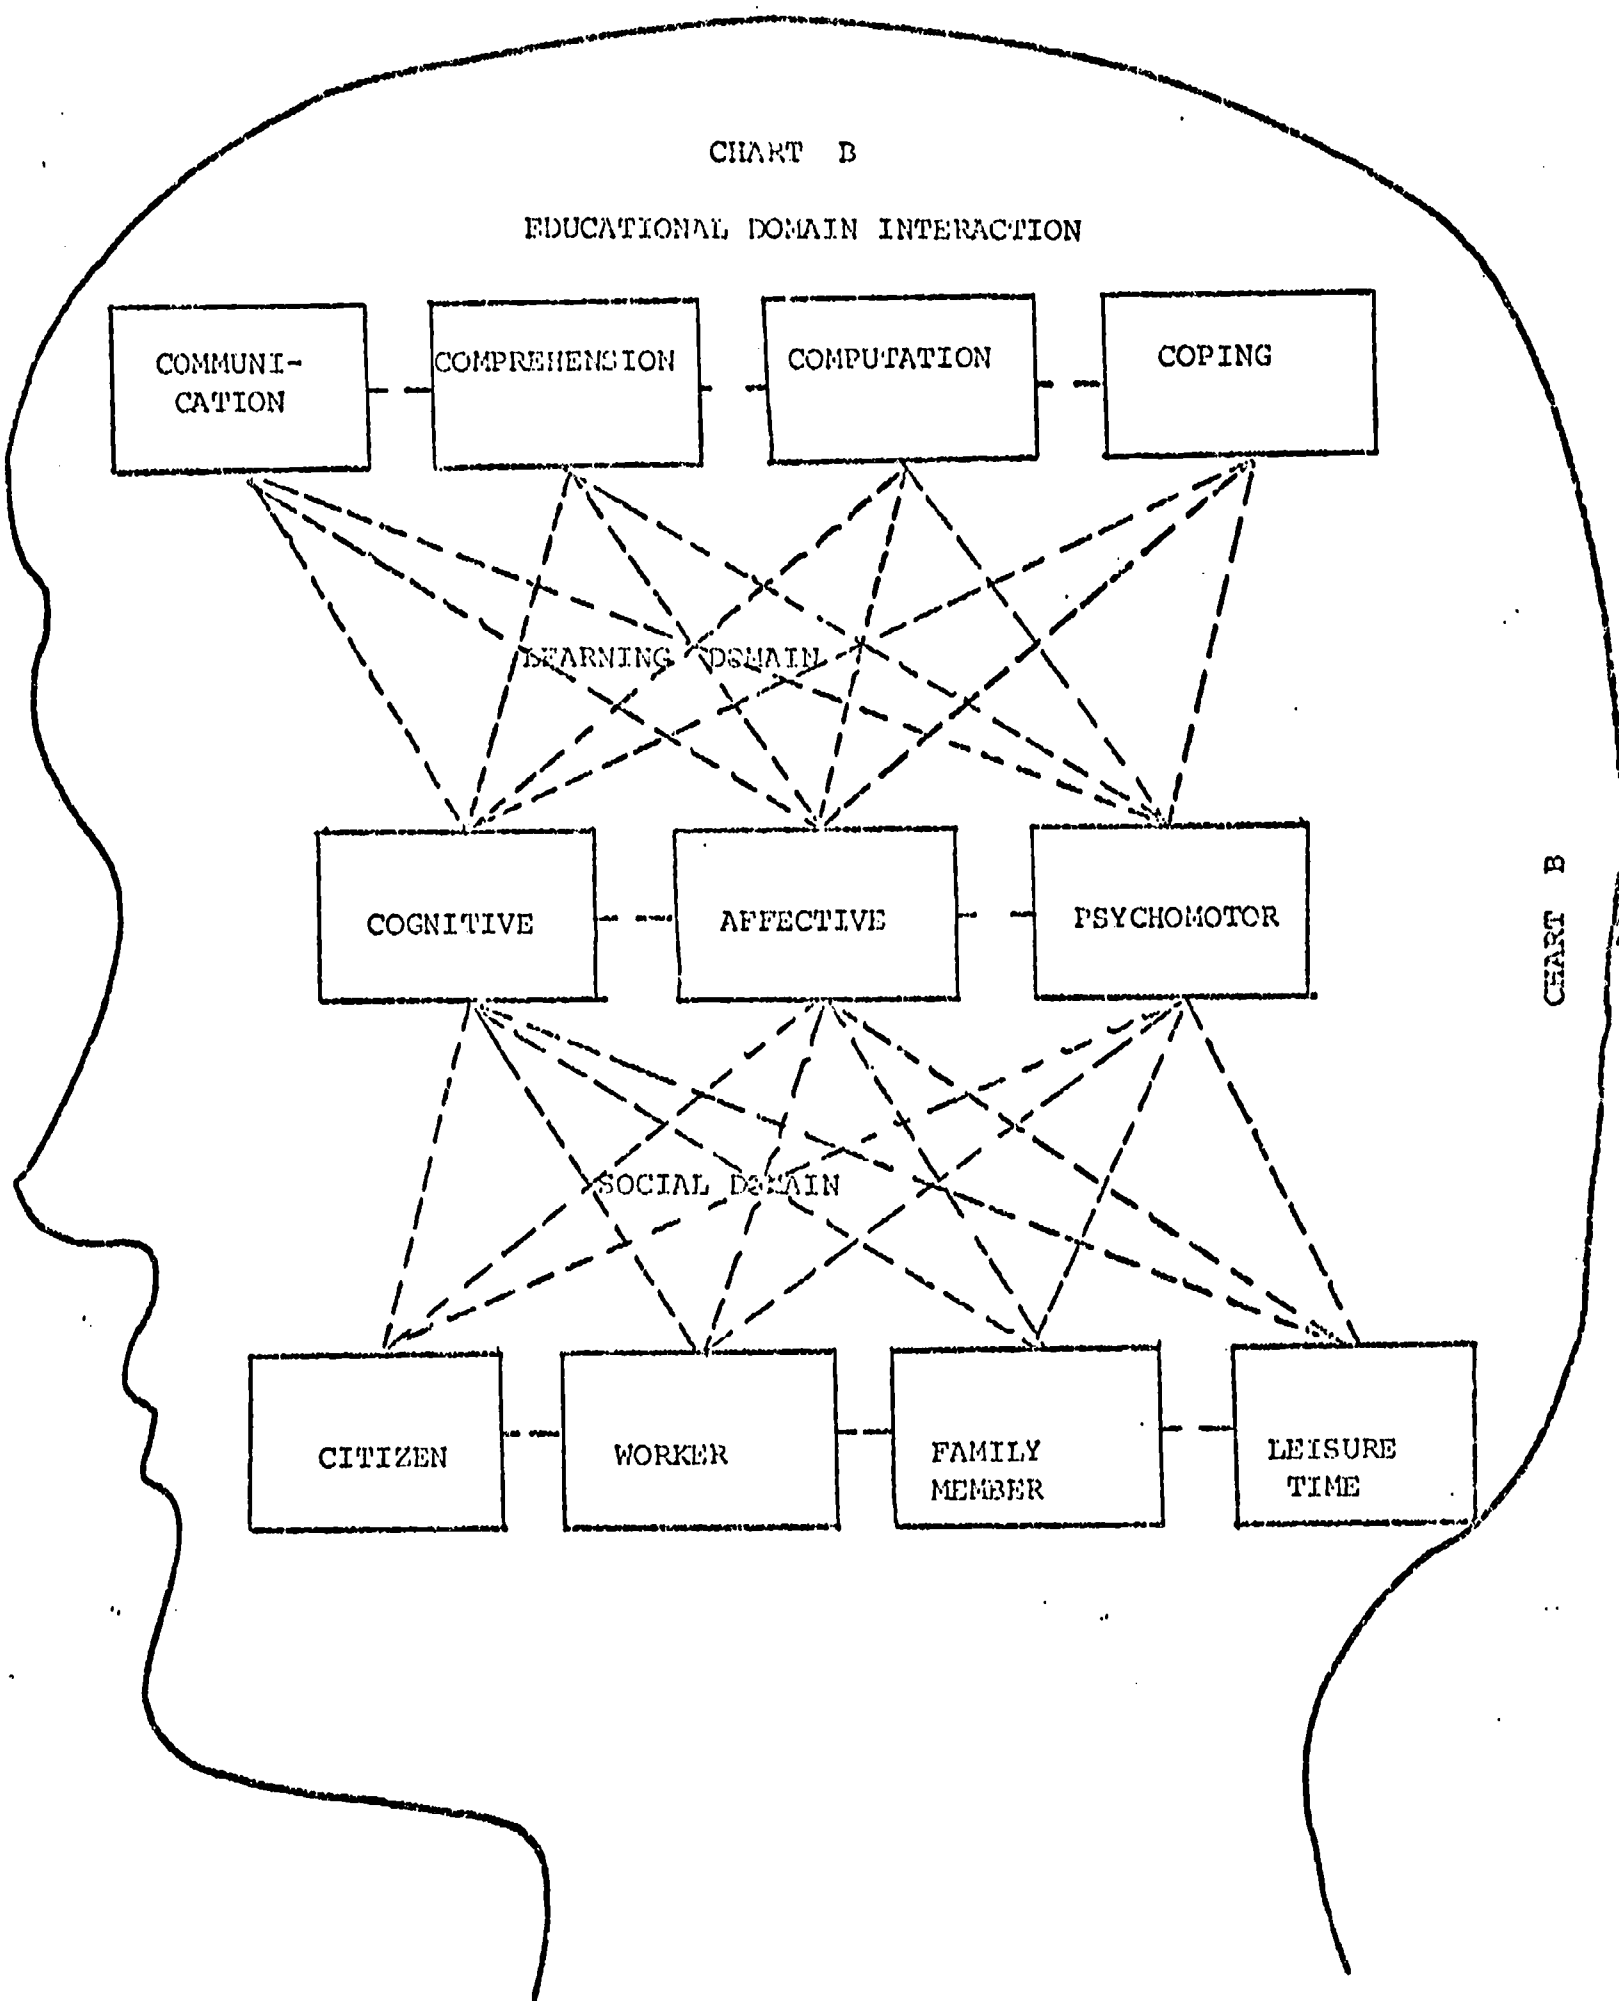 CHART B
EDUCATIONAL DOMAIN INTERACTION
COMMUNI-
CATION
COMPREHENSION
COMPUTATION
COPING
LEARNING DOMAIN
COGNITIVE
AFFECTIVE
PSYCHOMOTOR
CHART B
SOCIAL DOMAIN
CITIZEN
WORKER
FAMILY
MEMBER
LEISURE
TIME